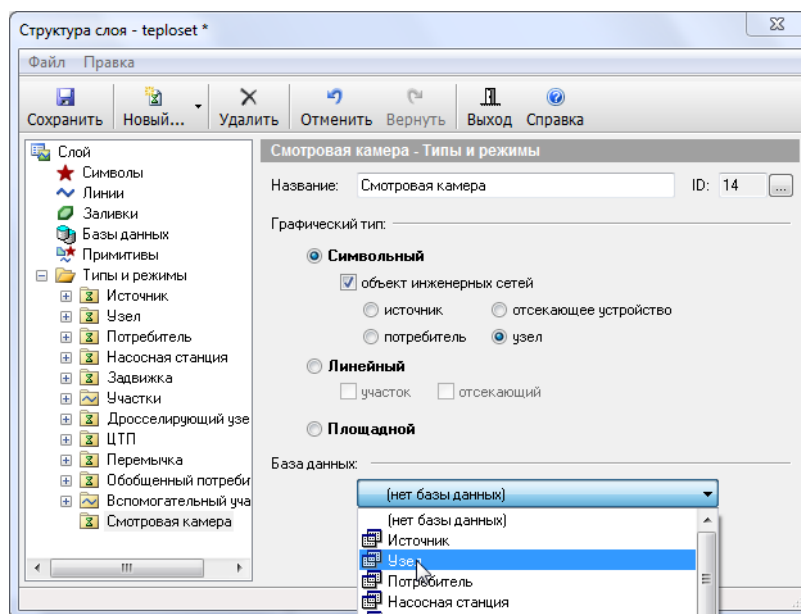 Структура слоя - teploset *
Файл Правка
Сохранить Новый... Удалить Отменить Вернуть Выход Справка
Слой
Символы
Линии
Заливки
Базы данных
Примитивы
Типы и режимы
Источник
Узел
Потребитель
Насосная станция
Задвижка
Участки
Дросселирующий узе
ЦТП
Перемычка
Обобщенный потреби
Вспомогательный уча
Смотровая камера
Смотровая камера - Типы и режимы
Название: Смотровая камера ID: 14 ...
Графический тип:
Символьный
объект инженерных сетей
источник отсекающее устройство
потребитель узел
Линейный
участок отсекающий
Площадной
База данных:
(нет базы данных)
(нет базы данных)
Источник
Узел
Потребитель
Насосная станция